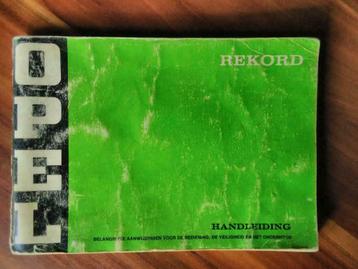 OPEL
REKORD
HANDLEIDING
BELANGRIJKE AANWIJZINGEN VOOR DE BEDIENING, DE VEILIGHEID EN HET ONDERHOUD